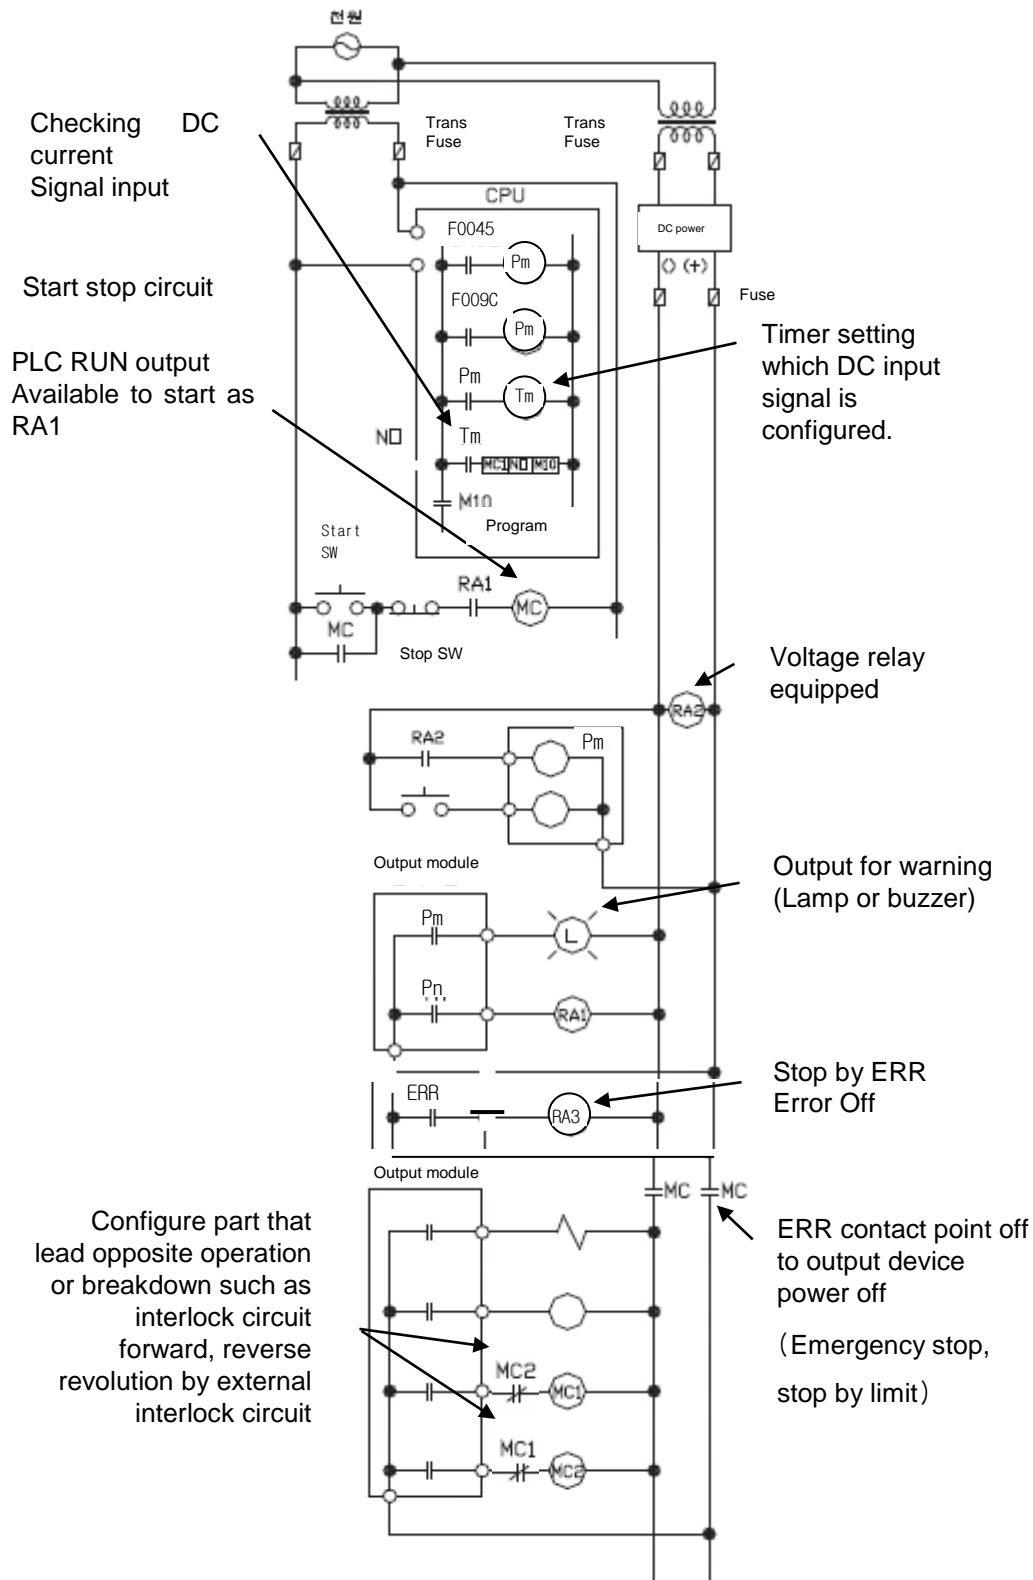 전원
Trans
Fuse
Trans
Fuse
Checking DC
current
Signal input
CPU
F0045
Pm
DC power
() (+)
Fuse
Start stop circuit
F009C
Pm
Timer setting
which DC input
signal is
configured.
PLC RUN output
Available to start as
RA1
Pm
Tm
N□
Tm
MC1 N□ M10
M10
Program
Start
SW
RA1
MC
MC
Stop SW
Voltage relay
equipped
RA2
RA2
Pm
Output module
Output for warning
(Lamp or buzzer)
Pm
L
Pn
RA1
Stop by ERR
Error Off
ERR
RA3
Output module
MC
MC
ERR contact point off
to output device
power off
(Emergency stop,
stop by limit)
Configure part that
lead opposite operation
or breakdown such as
interlock circuit
forward, reverse
revolution by external
interlock circuit
MC2
MC1
MC1
MC2